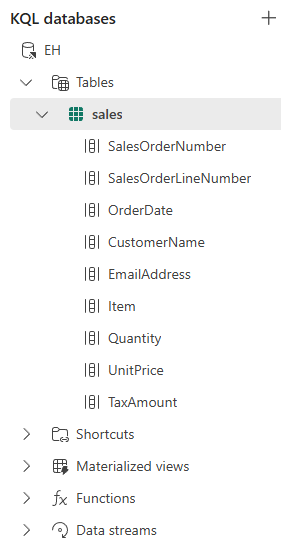 KQL databases
EH
Tables
sales
SalesOrderNumber
SalesOrderLineNumber
OrderDate
CustomerName
EmailAddress
Item
Quantity
UnitPrice
TaxAmount
Shortcuts
Materialized views
Functions
Data streams